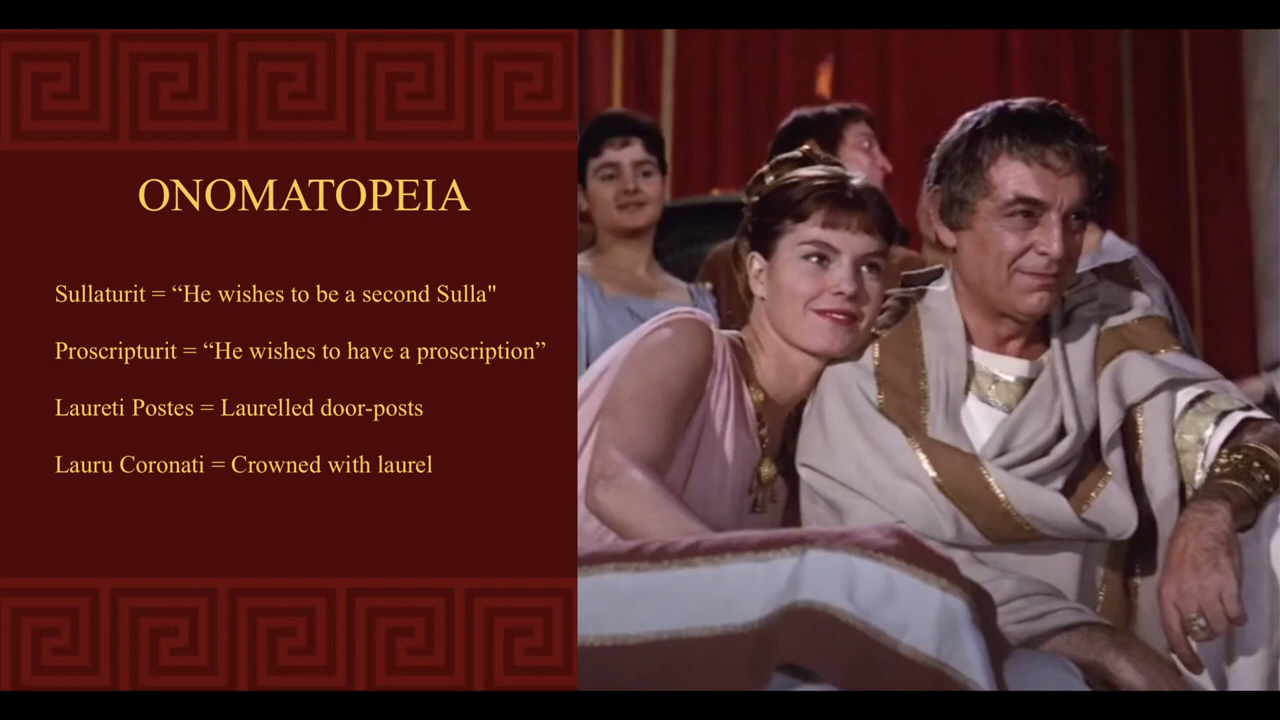 ONOMATOPEIA
Sullaturit = “He wishes to be a second Sulla"
Proscripturit = “He wishes to have a proscription”
Laureti Postes = Laurelled door-posts
Lauru Coronati = Crowned with laurel